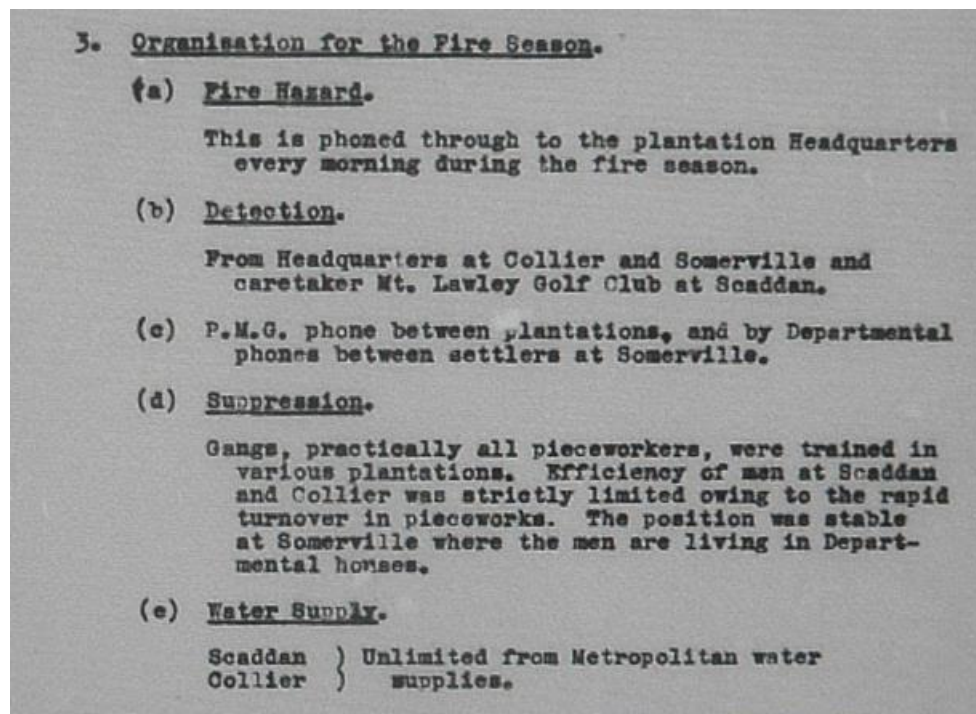 3. Organisation for the Fire Season.
(a) Fire Hazard.
This is phoned through to the plantation Headquarters
every morning during the fire season.
(b) Detection.
From Headquarters at Collier and Somerville and
caretaker Mt. Lawley Golf Club at Scaddan.
(c) P.M.G. phone between plantations, and by Departmental
phones between settlers at Somerville.
(d) Suppression.
Gangs, practically all pieceworkers, were trained in
various plantations. Efficiency of men at Scaddan
and Collier was strictly limited owing to the rapid
turnover in pieceworks. The position was stable
at Somerville where the men are living in Depart-
mental houses.
(e) Water Supply.
Scaddan ) Unlimited from Metropolitan water
Collier ) supplies.